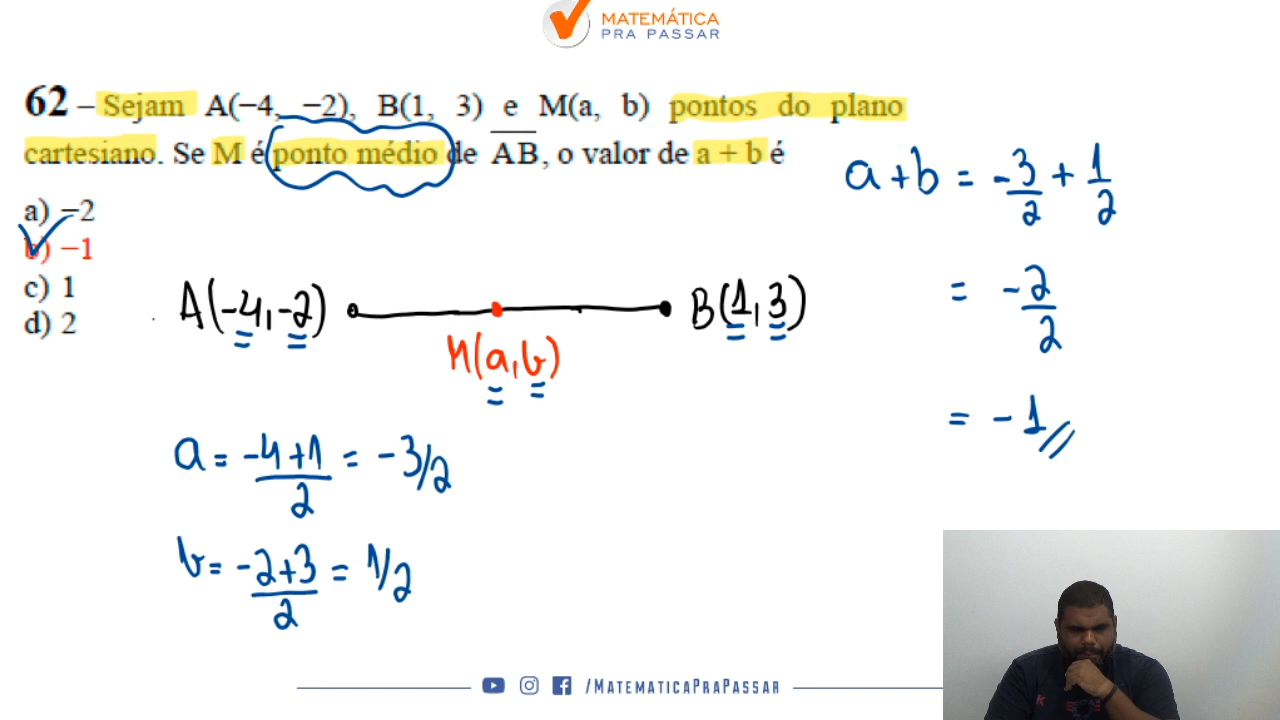 MATEMÁTICA
PRA PASSAR
62 – Sejam A(−4, −2), B(1, 3) e M(a, b) pontos do plano
cartesiano. Se M é ponto médio de AB, o valor de a + b é
a) −2
b) −1
c) 1
d) 2
a+b = -3/2 + 1/2
= -2/2
= -1
A(-4,-2)
B(1,3)
M(a,b)
a = -4+1/2 = -3/2
b = -2+3/2 = 1/2
/MATEMATICAPRAPASSAR